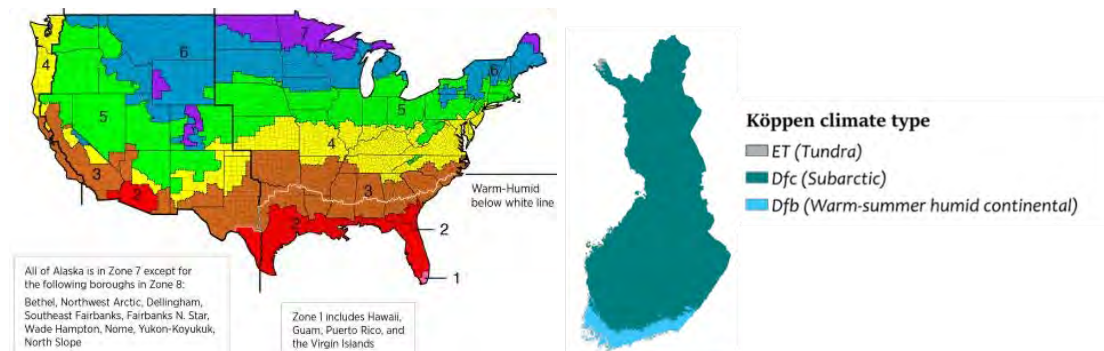 7
6
6
4
5
5
4
3
3
2
2
Warm-Humid
below white line
2
1
All of Alaska is in Zone 7 except for
the following boroughs in Zone 8:
Bethel, Northwest Arctic, Dellingham,
Southeast Fairbanks, Fairbanks N. Star,
Wade Hampton, Nome, Yukon-Koyukuk,
North Slope
Zone 1 includes Hawaii,
Guam, Puerto Rico, and
the Virgin Islands
Köppen climate type
ET (Tundra)
Dfc (Subarctic)
Dfb (Warm-summer humid continental)